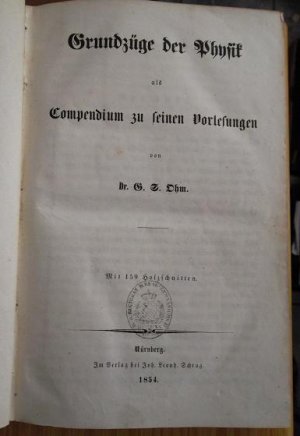 Grundzüge der Physik
als
Compendium zu seinen Vorlesungen
von
Dr. G. S. Ohm.
Mit 159 Holzschnitten.
Nürnberg.
Im Verlag bei Joh. Leonh. Schrag
1854.